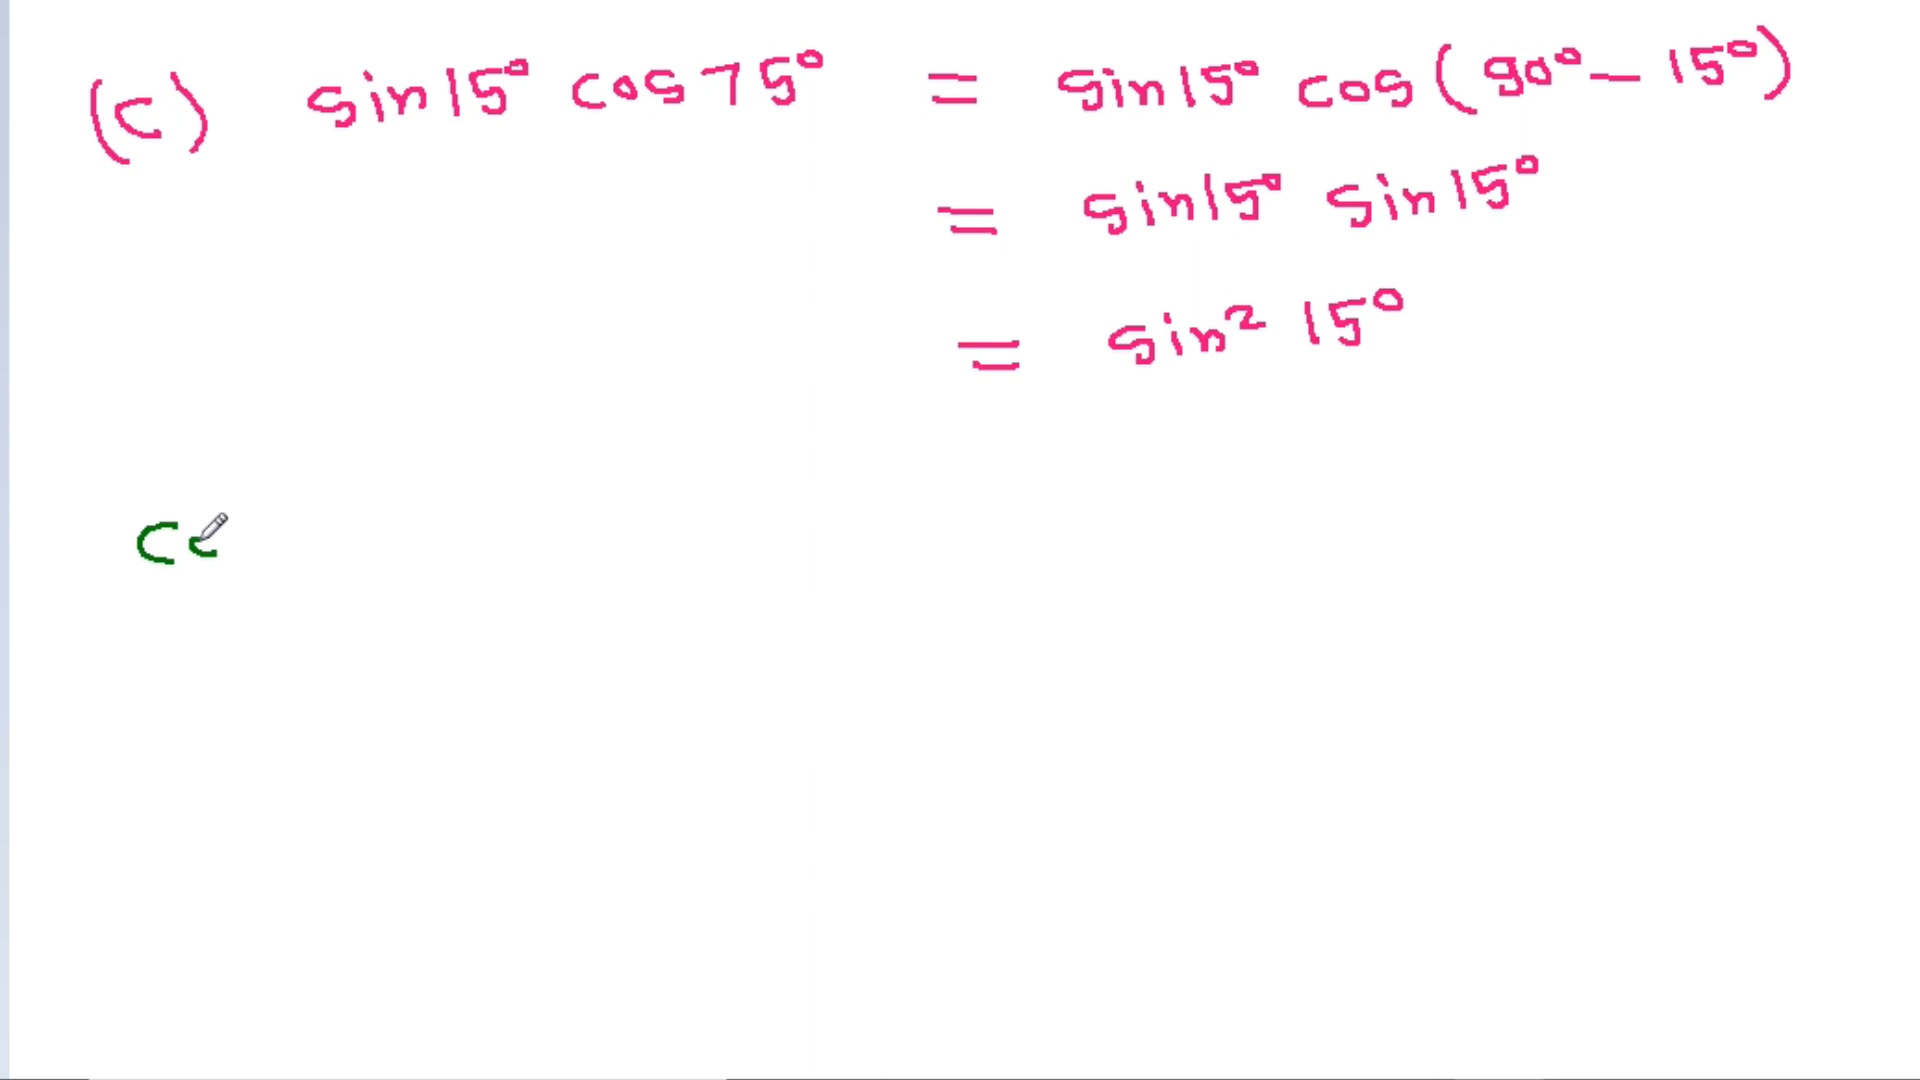 (c) sin15° cos75° = sin15° cos(90°-15°)
= sin15° sin15°
= sin² 15°